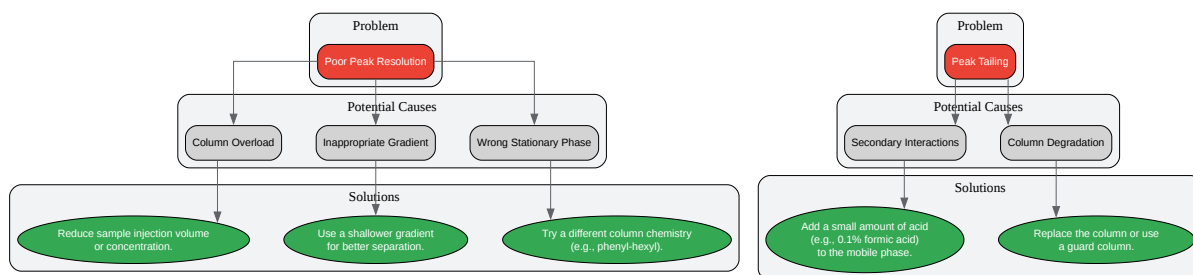 Problem
Poor Peak Resolution
Potential Causes
Column Overload
Inappropriate Gradient
Wrong Stationary Phase
Solutions
Reduce sample injection volume
or concentration.
Use a shallower gradient
for better separation.
Try a different column chemistry
(e.g., phenyl-hexyl).
Problem
Peak Tailing
Potential Causes
Secondary Interactions
Column Degradation
Solutions
Add a small amount of acid
(e.g., 0.1% formic acid)
to the mobile phase.
Replace the column or use
a guard column.